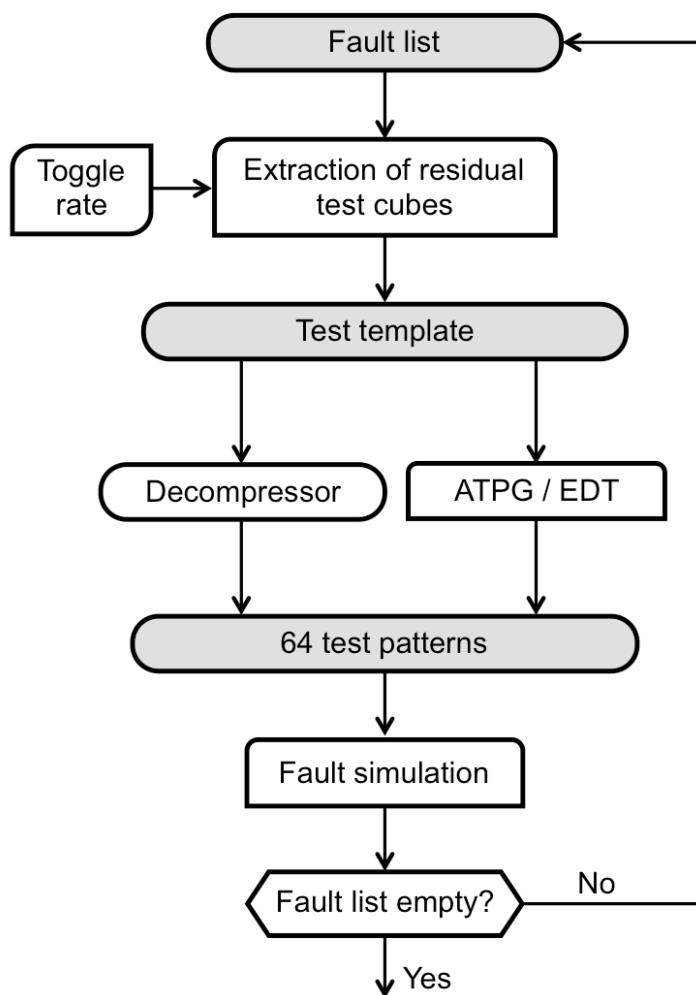 Fault list
Toggle
rate
Extraction of residual
test cubes
Test template
Decompressor
ATPG / EDT
64 test patterns
Fault simulation
Fault list empty?
No
Yes